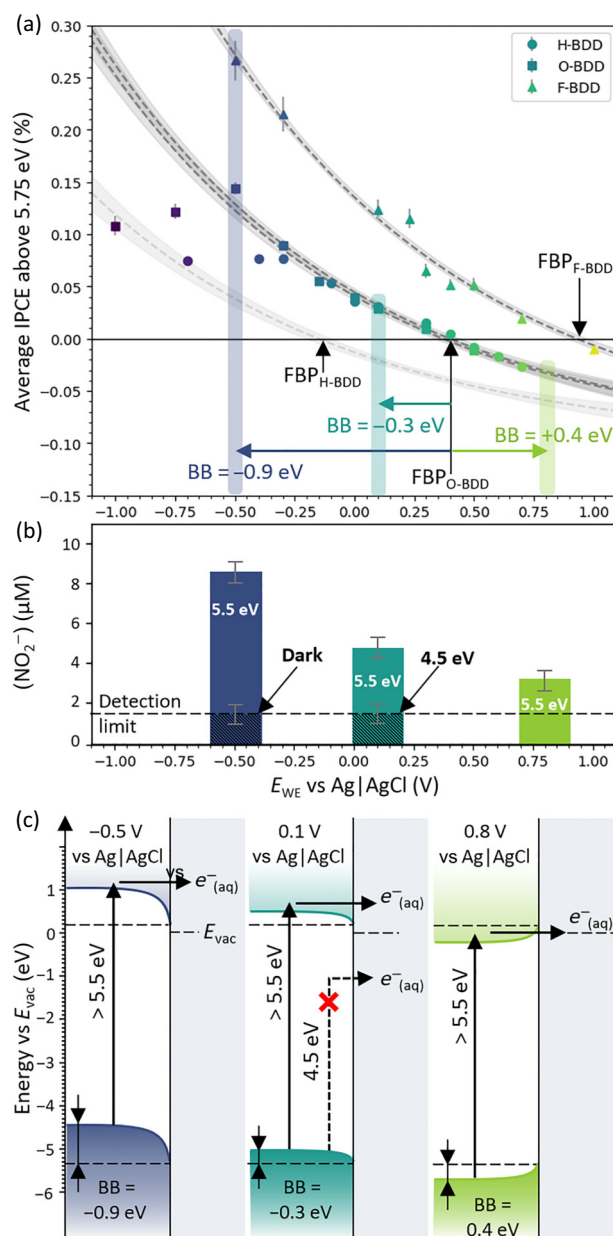 (a)
0.30
0.25
0.20
0.15
0.10
0.05
0.00
−0.05
−0.10
−0.15
Average IPCE above 5.75 eV (%)
H-BDD
O-BDD
F-BDD
FBP_F-BDD
FBP_H-BDD
BB = −0.3 eV
BB = +0.4 eV
BB = −0.9 eV
FBP_O-BDD
−1.00 −0.75 −0.50 −0.25 0.00 0.25 0.50 0.75 1.00
(b)
10
8
6
4
2
0
(NO₂⁻) (μM)
5.5 eV
Dark
4.5 eV
5.5 eV
5.5 eV
Detection
limit
−1.00 −0.75 −0.50 −0.25 0.00 0.25 0.50 0.75 1.00
E_WE vs Ag|AgCl (V)
(c)
−0.5 V
vs Ag|AgCl
vs
0.1 V
vs Ag|AgCl
0.8 V
vs Ag|AgCl
1
0
−1
−2
−3
−4
−5
−6
Energy vs E_vac (eV)
e⁻(aq)
E_vac
> 5.5 eV
BB =
−0.9 eV
e⁻(aq)
> 5.5 eV
4.5 eV
e⁻(aq)
BB =
−0.3 eV
e⁻(aq)
> 5.5 eV
BB =
0.4 eV